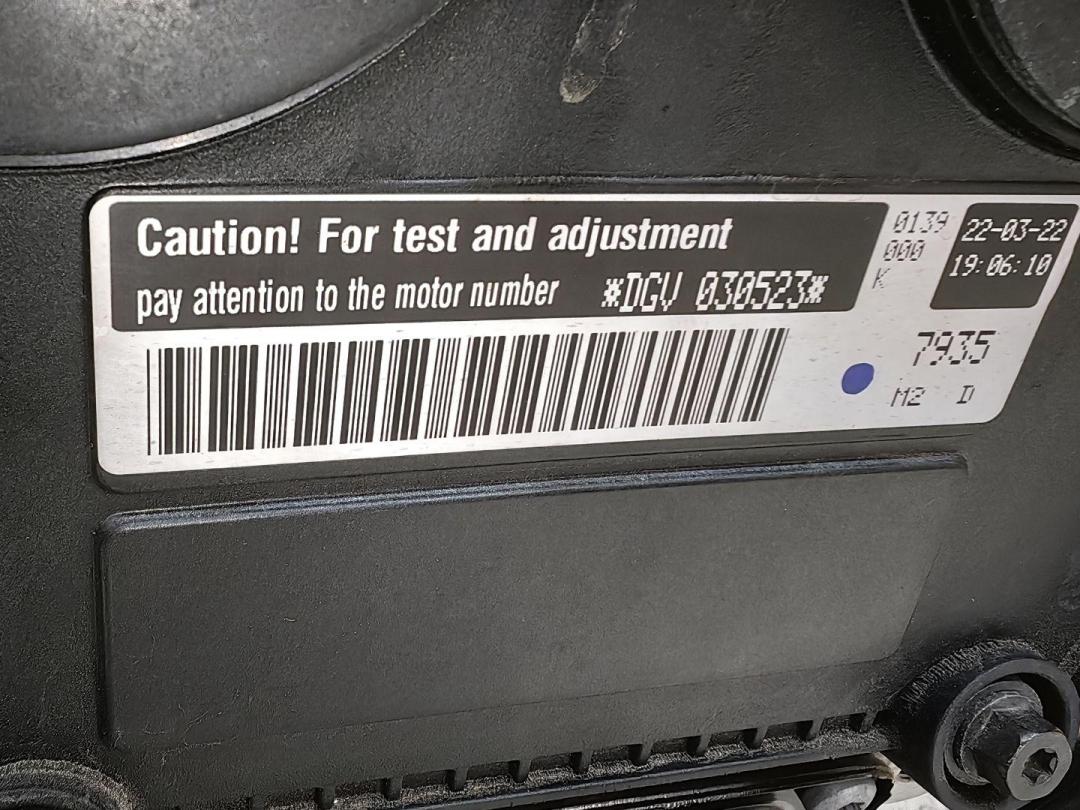 Caution! For test and adjustment
pay attention to the motor number *DGV 030523*
0139
000
K
22-03-22
19:06:10
7935
M2 D